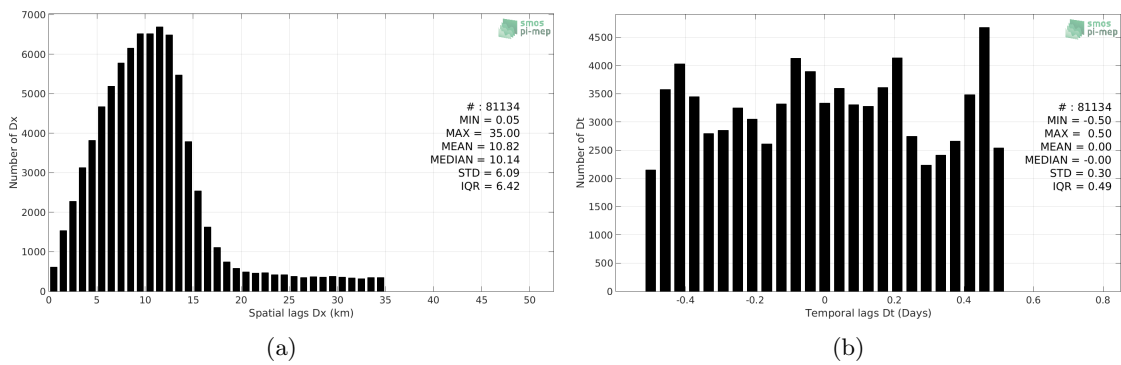 7000
6000
5000
4000
3000
2000
1000
0
Number of Dx
smos
pi-mep
# : 81134
MIN = 0.05
MAX = 35.00
MEAN = 10.82
MEDIAN = 10.14
STD = 6.09
IQR = 6.42
0 5 10 15 20 25 30 35 40 45 50
Spatial lags Dx (km)
(a)
4500
4000
3500
3000
2500
2000
1500
1000
500
0
Number of Dt
smos
pi-mep
# : 81134
MIN = -0.50
MAX = 0.50
MEAN = 0.00
MEDIAN = -0.00
STD = 0.30
IQR = 0.49
-0.4 -0.2 0 0.2 0.4 0.6 0.8
Temporal lags Dt (Days)
(b)